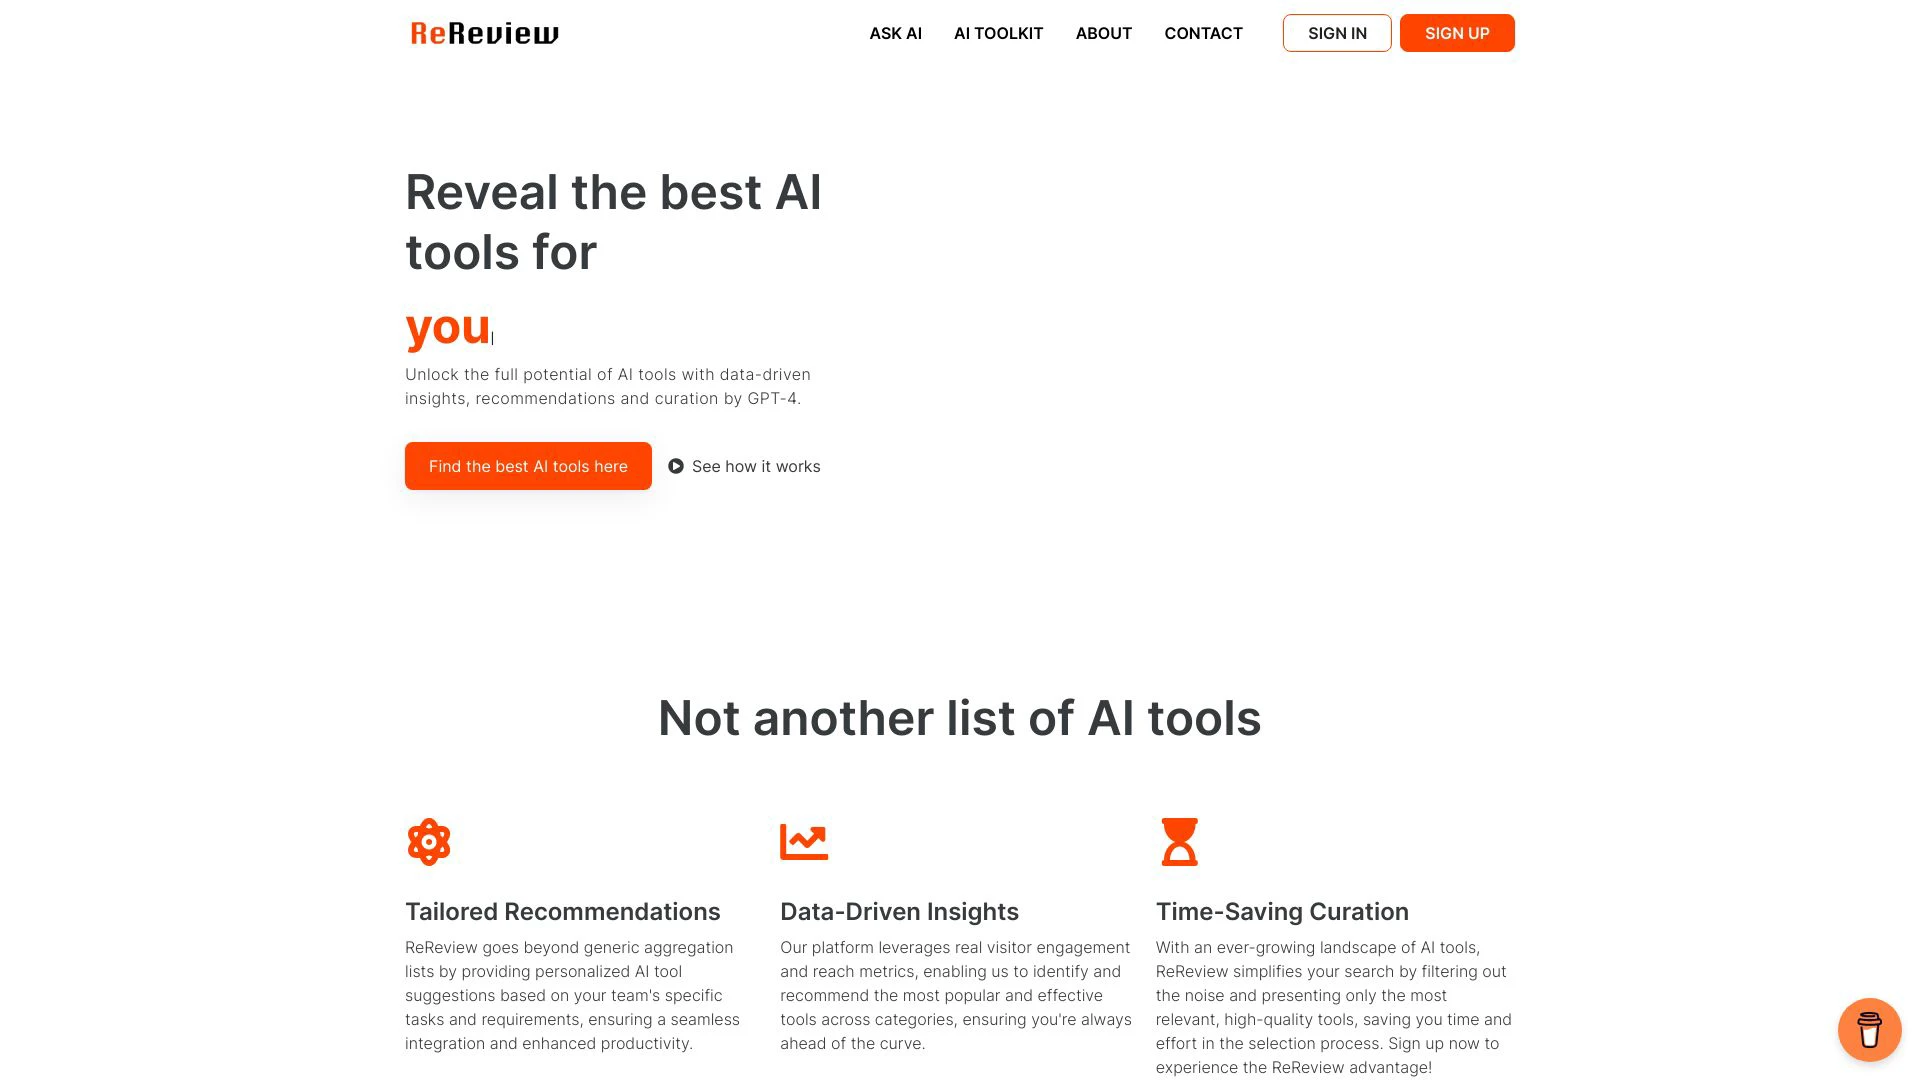 ReReview
ASK AI
AI TOOLKIT
ABOUT
CONTACT
SIGN IN
SIGN UP
Reveal the best AI
tools for
you|
Unlock the full potential of AI tools with data-driven
insights, recommendations and curation by GPT-4.
Find the best AI tools here
See how it works
Not another list of AI tools
Tailored Recommendations
ReReview goes beyond generic aggregation
lists by providing personalized AI tool
suggestions based on your team's specific
tasks and requirements, ensuring a seamless
integration and enhanced productivity.
Data-Driven Insights
Our platform leverages real visitor engagement
and reach metrics, enabling us to identify and
recommend the most popular and effective
tools across categories, ensuring you're always
ahead of the curve.
Time-Saving Curation
With an ever-growing landscape of AI tools,
ReReview simplifies your search by filtering out
the noise and presenting only the most
relevant, high-quality tools, saving you time and
effort in the selection process. Sign up now to
experience the ReReview advantage!